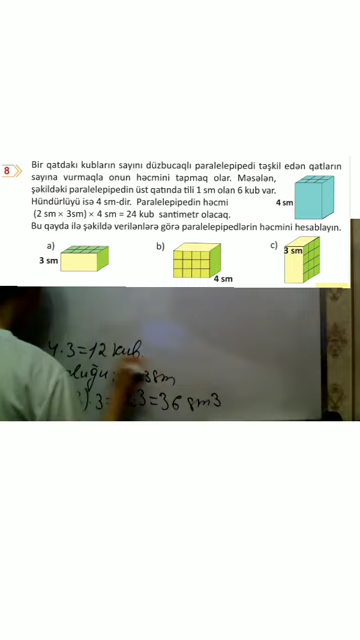 8
Bir qatdakı kubların sayını düzbucaqlı paralelepipedi təşkil edən qatların
sayına vurmaqla onun həcmini tapmaq olar. Məsələn,
şəkildəki paralelepipedin üst qatında tili 1 sm olan 6 kub var.
Hündürlüyü isə 4 sm-dir. Paralelepipedin həcmi
(2 sm × 3sm) × 4 sm = 24 kub santimetr olacaq.
4 sm
Bu qayda ilə şəkildə verilənlərə görə paralelepipedlərin həcmini hesablayın.
a)
3 sm
b)
4 sm
c)
3 sm
4·3=12 kub
3sm
·3= =36 sm3